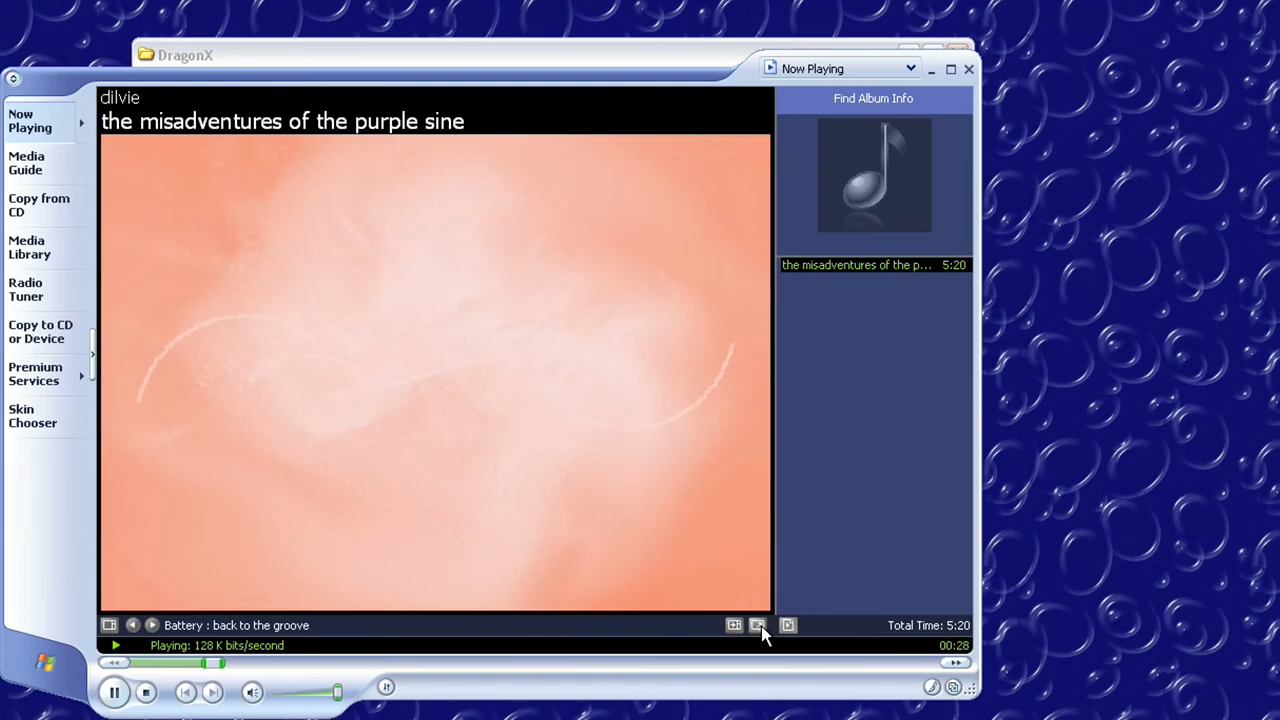 DragonX
Now Playing
dilvie
the misadventures of the purple sine
Now
Playing
Media
Guide
Copy from
CD
Media
Library
Radio
Tuner
Copy to CD
or Device
Premium
Services
Skin
Chooser
Find Album Info
the misadventures of the p... 5:20
Battery : back to the groove
Total Time: 5:20
Playing: 128 K bits/second
00:28